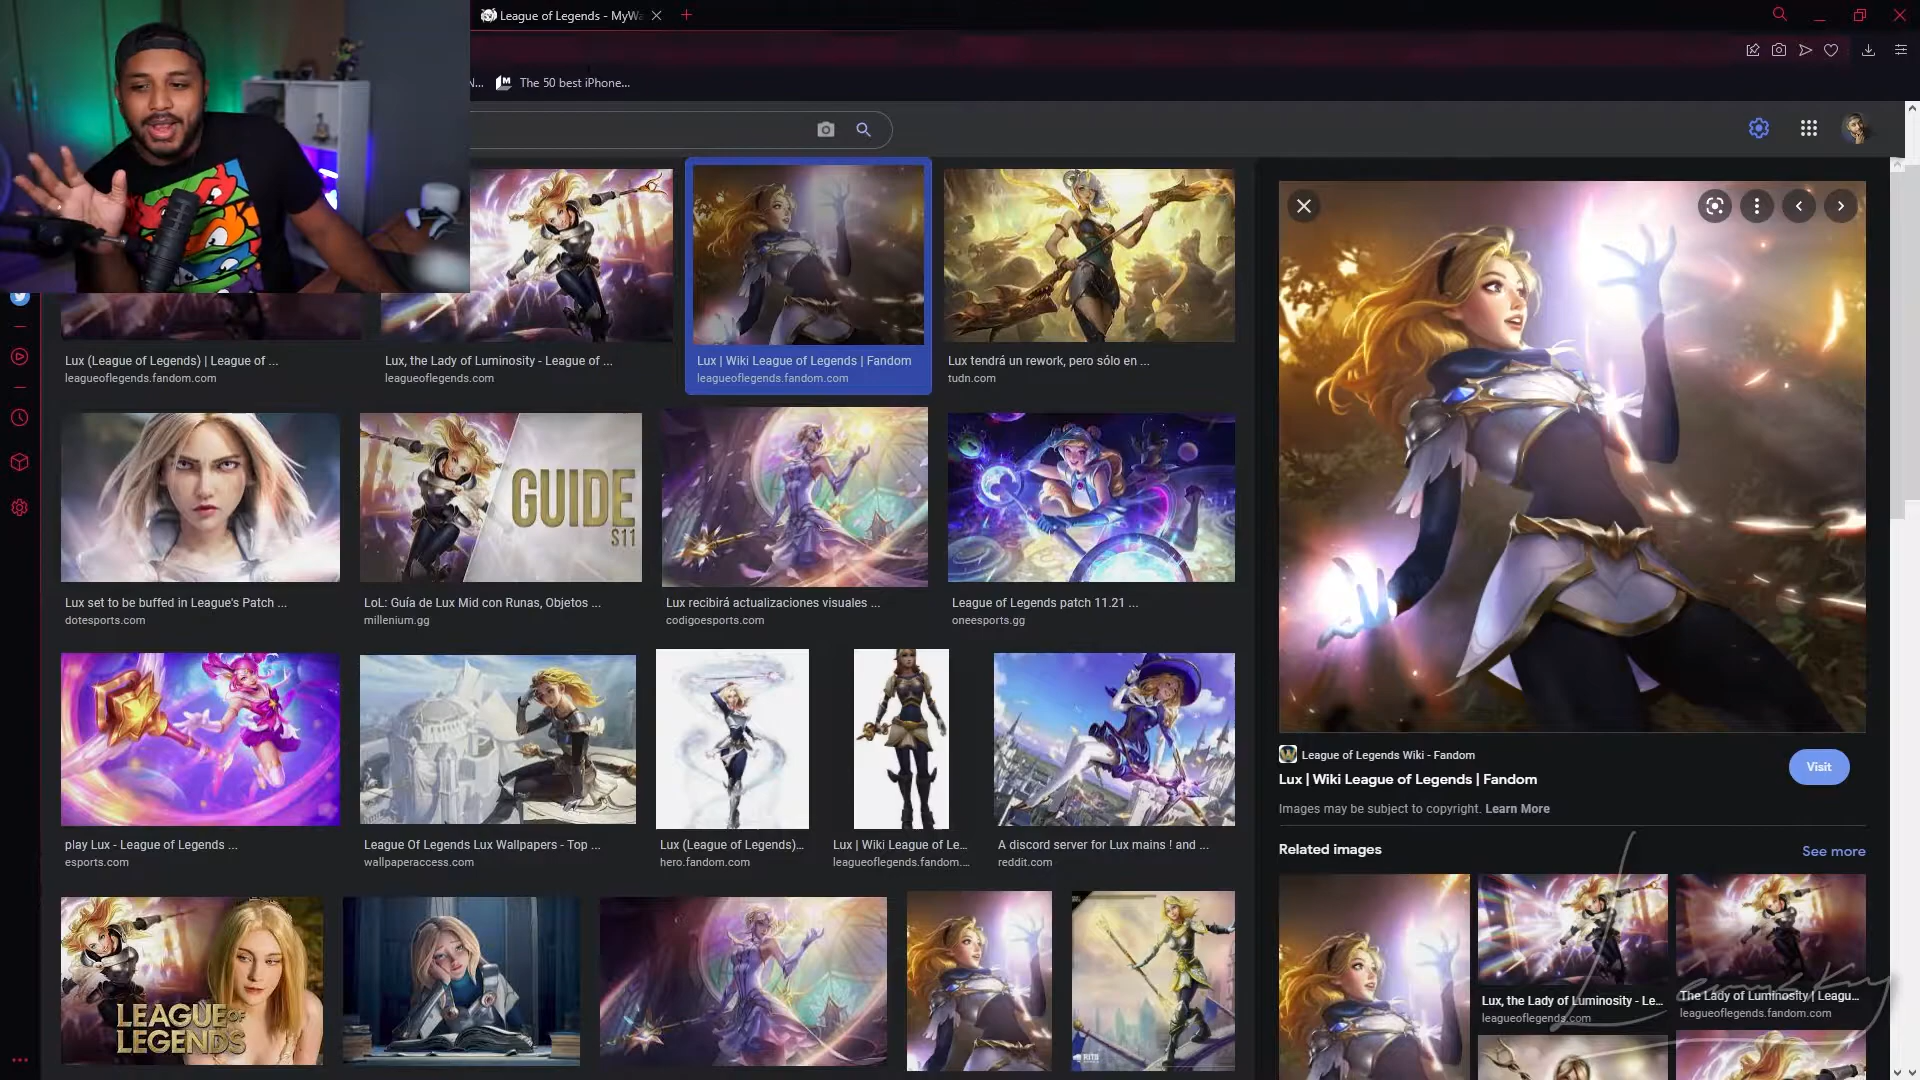 League of Legends - MyWa
N...
The 50 best iPhone...
Lux (League of Legends) | League of ...
leagueoflegends.fandom.com
Lux, the Lady of Luminosity - League of ...
leagueoflegends.com
Lux | Wiki League of Legends | Fandom
leagueoflegends.fandom.com
Lux tendrá un rework, pero sólo en ...
tudn.com
GUIDE
S11
Lux set to be buffed in League's Patch ...
dotesports.com
LoL: Guía de Lux Mid con Runas, Objetos ...
millenium.gg
Lux recibirá actualizaciones visuales ...
codigoesports.com
League of Legends patch 11.21 ...
oneesports.gg
play Lux - League of Legends ...
esports.com
League Of Legends Lux Wallpapers - Top ...
wallpaperaccess.com
Lux (League of Legends)...
hero.fandom.com
Lux | Wiki League of Le...
leagueoflegends.fandom....
A discord server for Lux mains ! and ...
reddit.com
LEAGUE OF
LEGENDS
League of Legends Wiki - Fandom
Lux | Wiki League of Legends | Fandom
Visit
Images may be subject to copyright. Learn More
Related images
See more
Lux, the Lady of Luminosity - Le...
leagueoflegends.com
The Lady of Luminosity | Leagu...
leagueoflegends.fandom.com